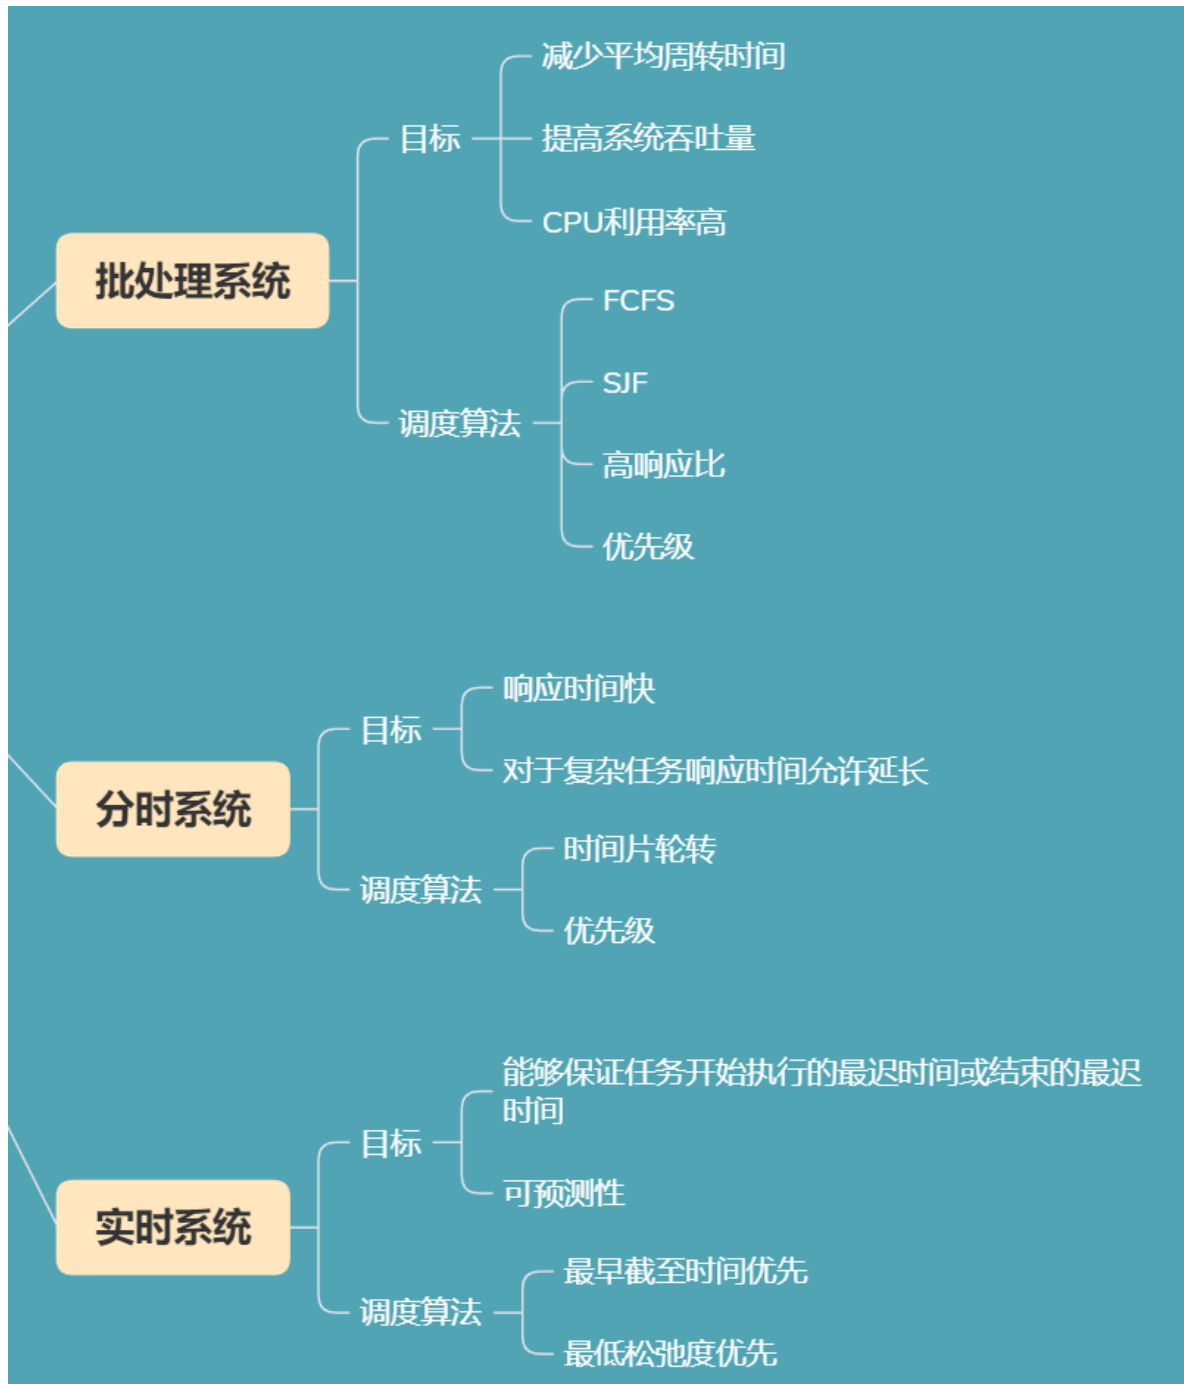 批处理系统
目标
减少平均周转时间
提高系统吞吐量
CPU利用率高
调度算法
FCFS
SJF
高响应比
优先级
分时系统
目标
响应时间快
对于复杂任务响应时间允许延长
调度算法
时间片轮转
优先级
实时系统
目标
能够保证任务开始执行的最迟时间或结束的最迟
时间
可预测性
调度算法
最早截至时间优先
最低松弛度优先